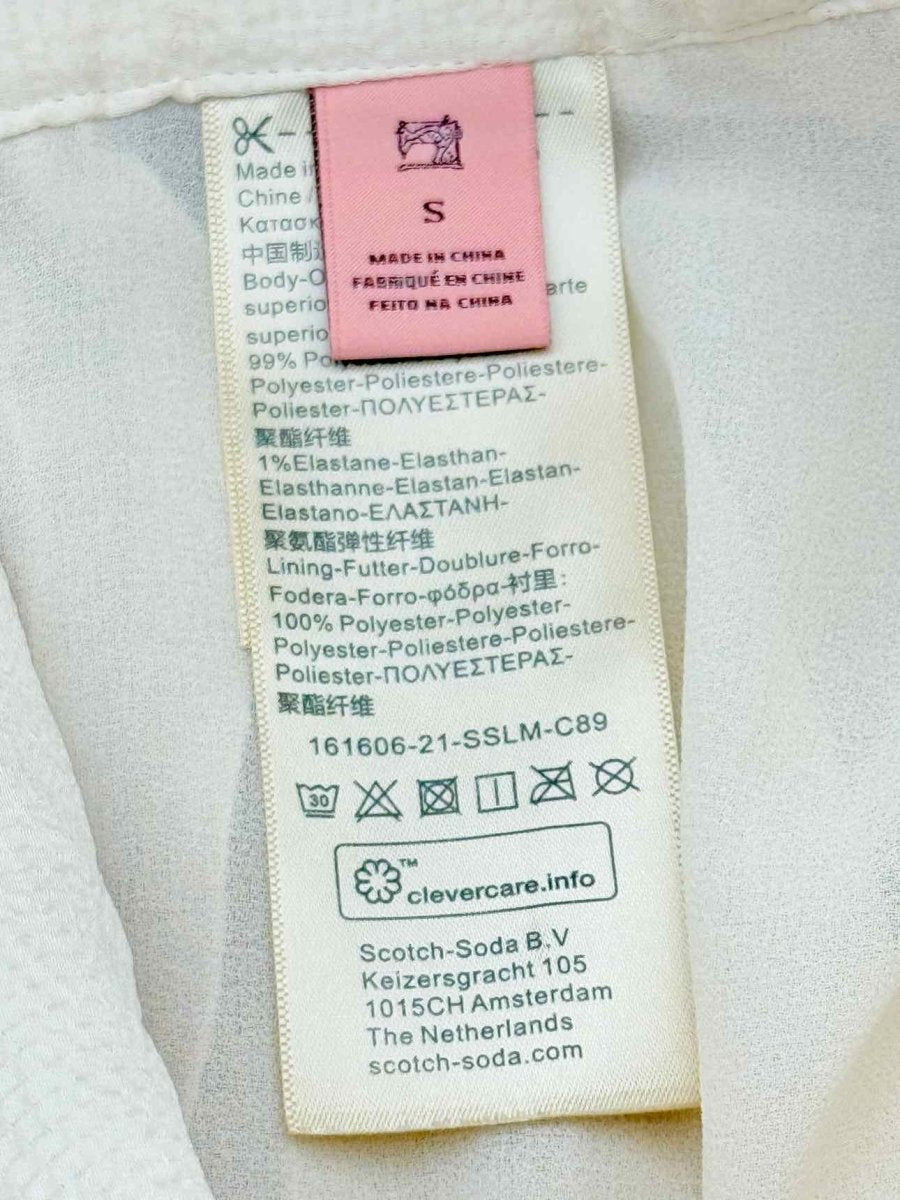 S
MADE IN CHINA
FABRIQUÉ EN CHINE
FEITO NA CHINA
Made in
Chine /
Κατασκ
中国制造
Body-O
superio
arte
superio
99% Po
Polyester-Poliestere-Poliestere-
Poliester-ΠΟΛΥΕΣΤΕΡΑΣ-
聚酯纤维
1%Elastane-Elasthan-
Elasthanne-Elastan-Elastan-
Elastano-ΕΛΑΣΤΑΝΗ-
聚氨酯弹性纤维
Lining-Futter-Doublure-Forro-
Fodera-Forro-φόδρα-衬里:
100% Polyester-Polyester-
Polyester-Poliestere-Poliestere-
Poliester-ΠΟΛΥΕΣΤΕΡΑΣ-
聚酯纤维
161606-21-SSLM-C89
30
™
clevercare.info
Scotch-Soda B.V
Keizersgracht 105
1015CH Amsterdam
The Netherlands
scotch-soda.com